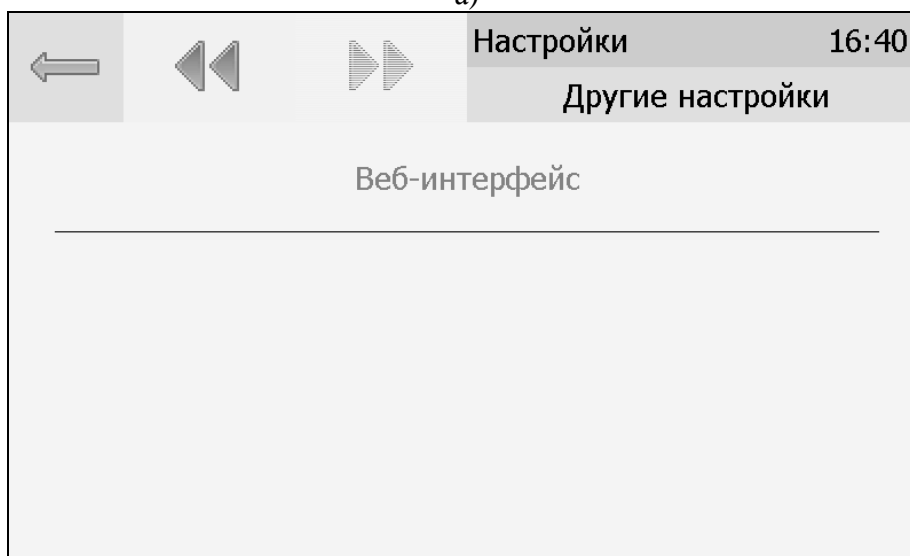 а)
Настройки 16:40
Другие настройки
Веб-интерфейс